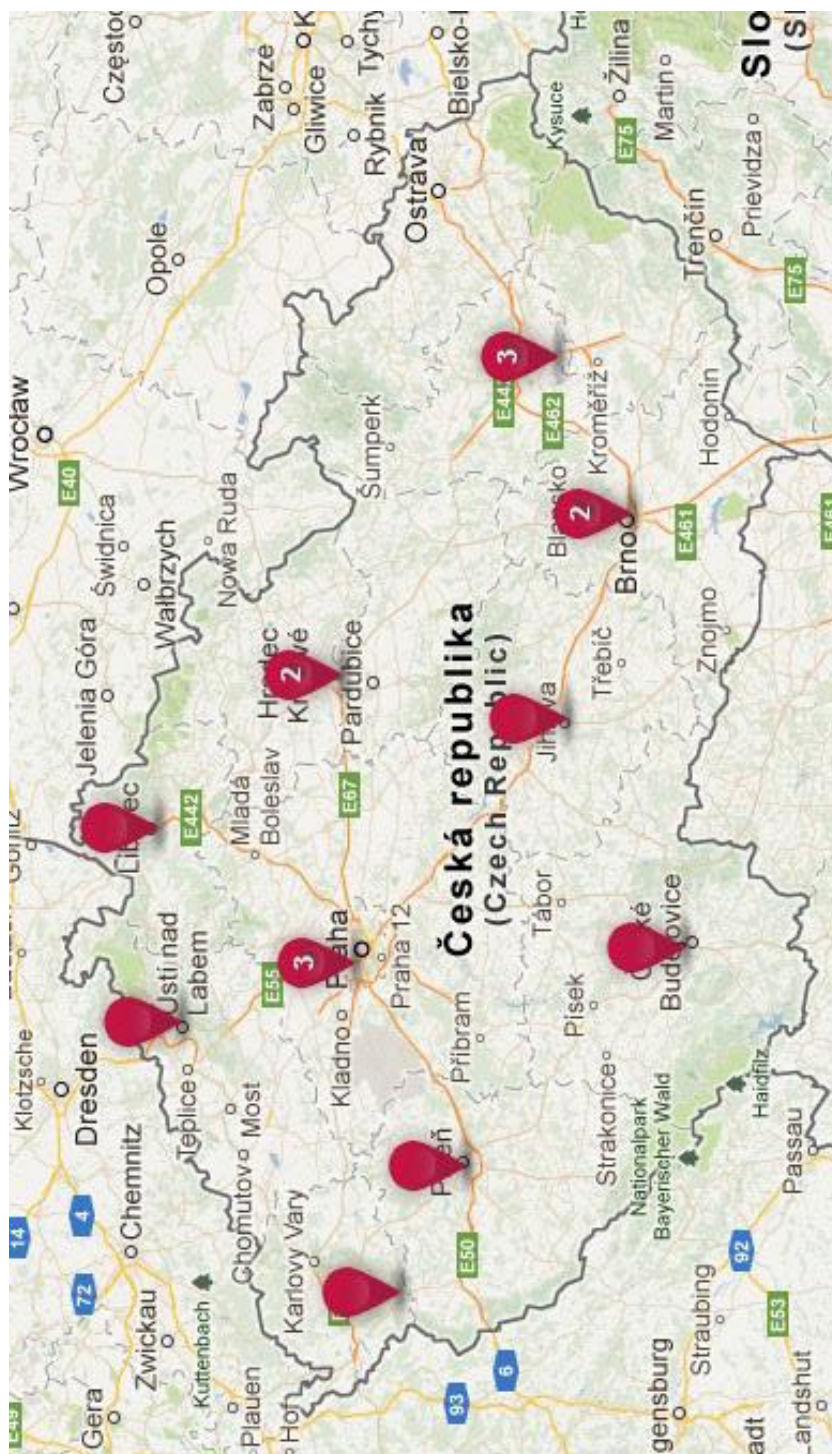 Wrocław
Częstoc
Zabrze
Gliwice
Tychy
Rybnik
Bielsko-
Opole
Ostrava
Kysuce
Žilina
E75
Martin
Slo
Prievidza
Trenčín
E75
E40
Świdnica
Wałbrzych
Nowa Ruda
Šumperk
3
E462
Kroměříž
Hodonín
Jelenia Góra
2
Pardubice
2
Brno
E461
E461
Znojmo
Třebíč
E442
Mladá
Boleslav
E67
Česká republika
(Czech Republic)
Klotzsche
Dresden
Ústí nad
Labem
Teplice
Most
Chomutov
E55
3
Praha
Praha 12
Kladno
Příbram
Tábor
Písek
Budějovice
Strakonice
Nationalpark
Bayerischer Wald
Haidfilz
Passau
14
4
72
Chemnitz
Zwickau
Kuttenbach
Karlovy Vary
E50
Gera
Plauen
Hof
93
6
92
E53
Straubing
gensburg
Landshut
adt